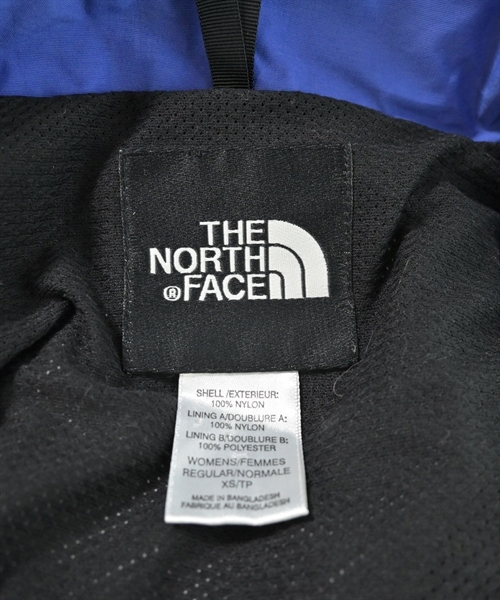 THE
NORTH
® FACE
SHELL/EXTERIEUR:
100% NYLON
LINING A/DOUBLURE A:
100% NYLON
LINING B/DOUBLURE B:
100% POLYESTER
WOMENS/FEMMES
REGULAR/NORMALE
XS/TP
MADE IN BANGLADESH
FABRIQUE AU BANGLADESH